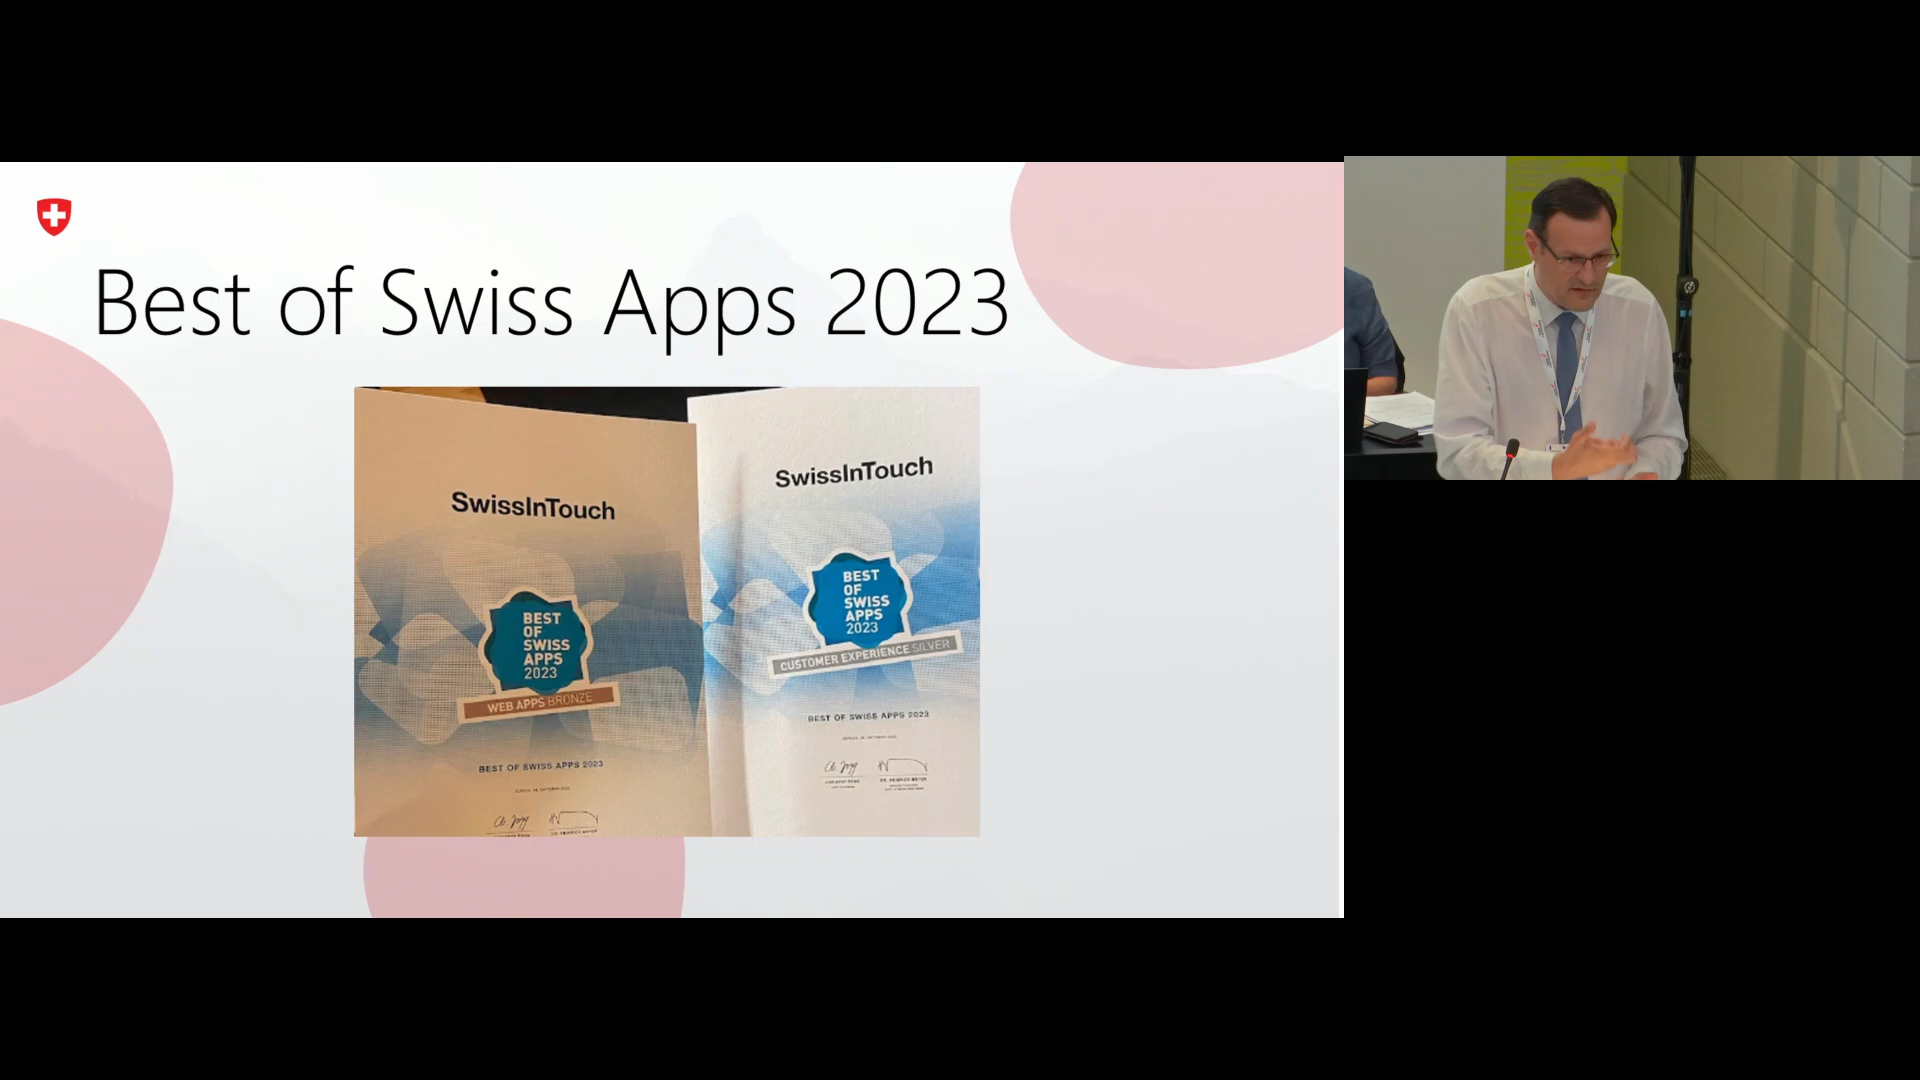 Best of Swiss Apps 2023
SwissInTouch
BEST
OF
SWISS
APPS
2023
WEB APPS BRONZE
BEST OF SWISS APPS 2023
SwissInTouch
BEST
OF
SWISS
APPS
2023
CUSTOMER EXPERIENCE SILVER
BEST OF SWISS APPS 2023